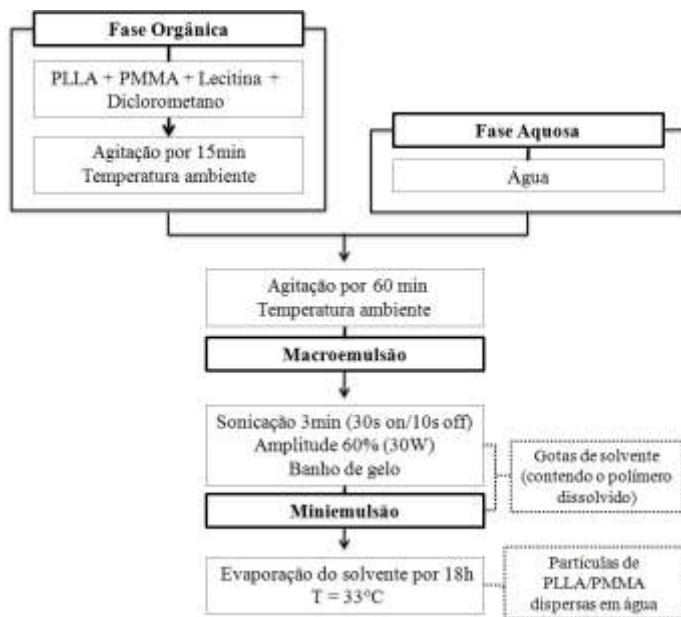 Fase Orgânica
PLLA + PMMA + Lecitina +
Diclorometano
Agitação por 15min
Temperatura ambiente
Fase Aquosa
Água
Agitação por 60 min
Temperatura ambiente
Macroemulsão
Sonicação 3min (30s on/10s off)
Amplitude 60% (30W)
Banho de gelo
Gotas de solvente
(contendo o polímero
dissolvido)
Miniemulsão
Evaporação do solvente por 18h
T = 33°C
Partículas de
PLLA/PMMA
dispersas em água